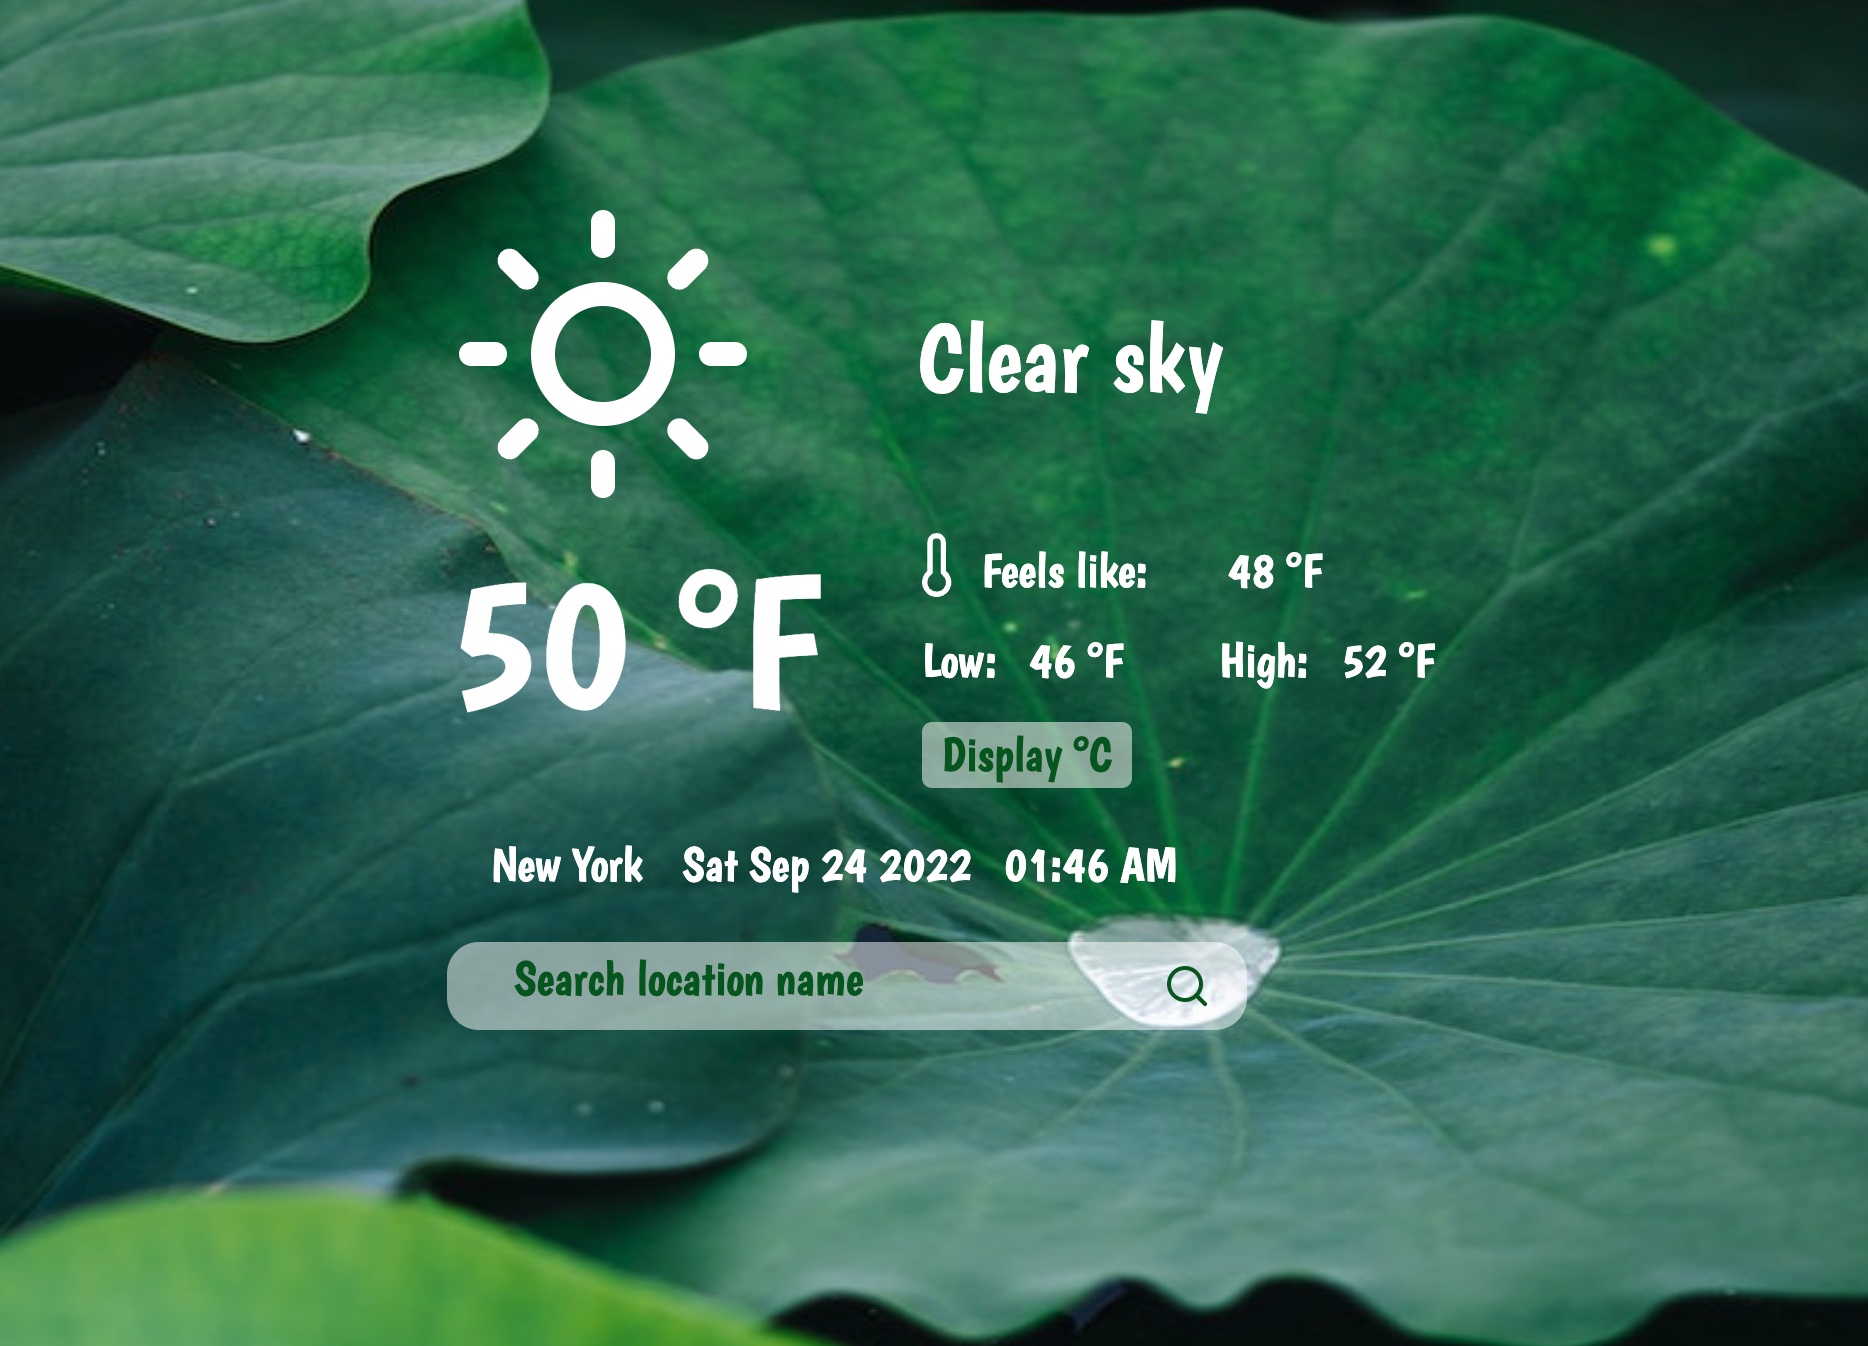 Clear sky
50 °F
Feels like: 48 °F
Low: 46 °F High: 52 °F
Display °C
New York Sat Sep 24 2022 01:46 AM
Search location name